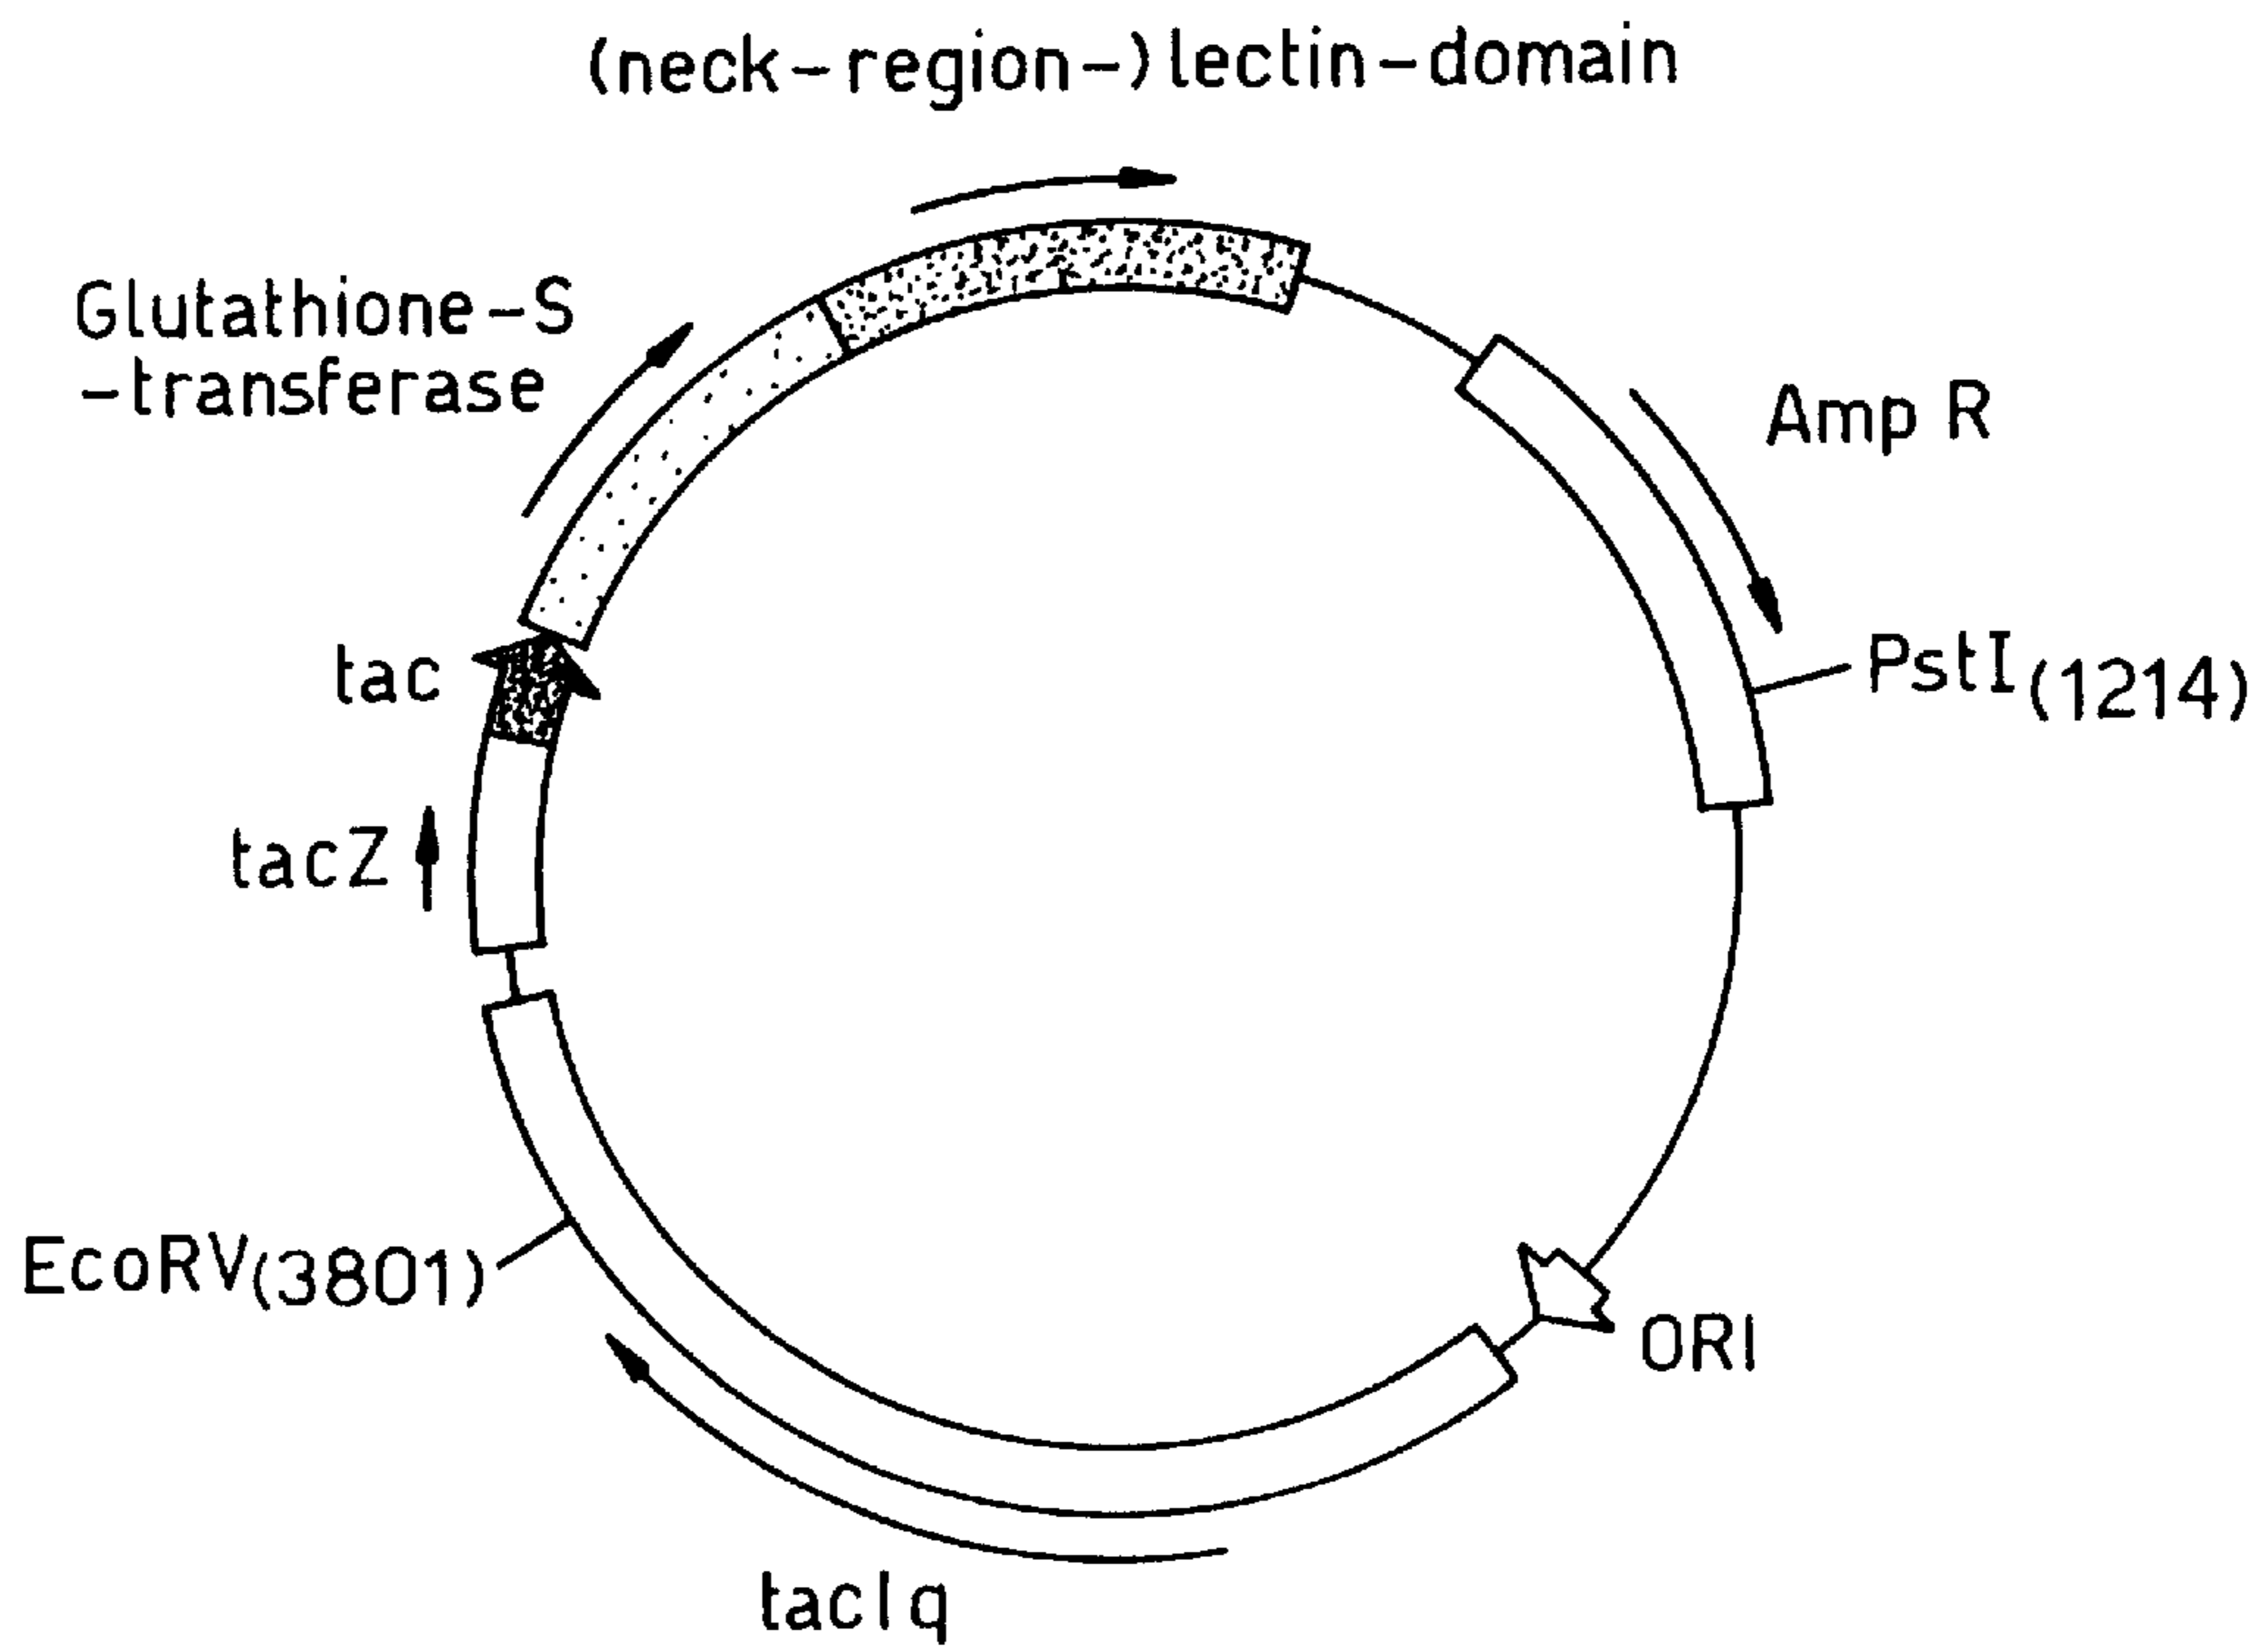 (neck-region-)lectin-domain
Glutathione-S
-transferase
Amp R
tac
PstI(1214)
tacZ
EcoRV(3801)
ORI
tacIq